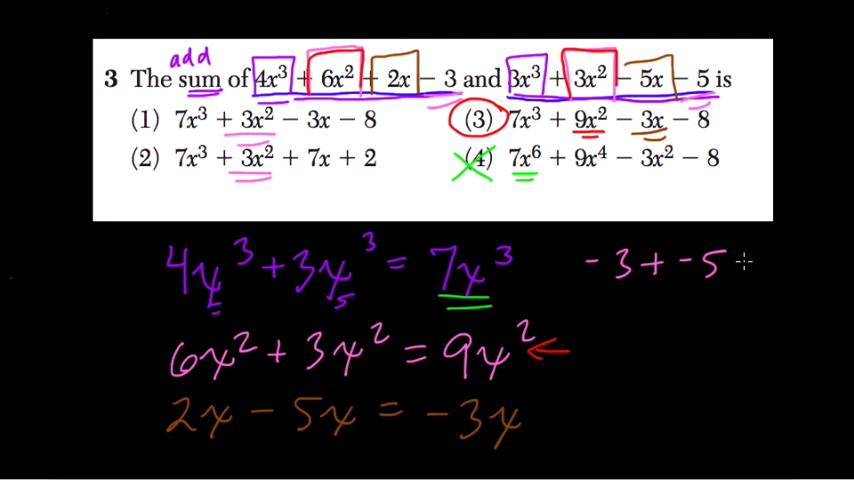 add
3 The sum of 4x³ + 6x² + 2x − 3 and 3x³ + 3x² − 5x − 5 is
(1) 7x³ + 3x² − 3x − 8 (3) 7x³ + 9x² − 3x − 8
(2) 7x³ + 3x² + 7x + 2 (4) 7x⁶ + 9x⁴ − 3x² − 8
4x³ + 3x³ = 7x³ -3 + -5
6x² + 3x² = 9x²
2x − 5x = −3x